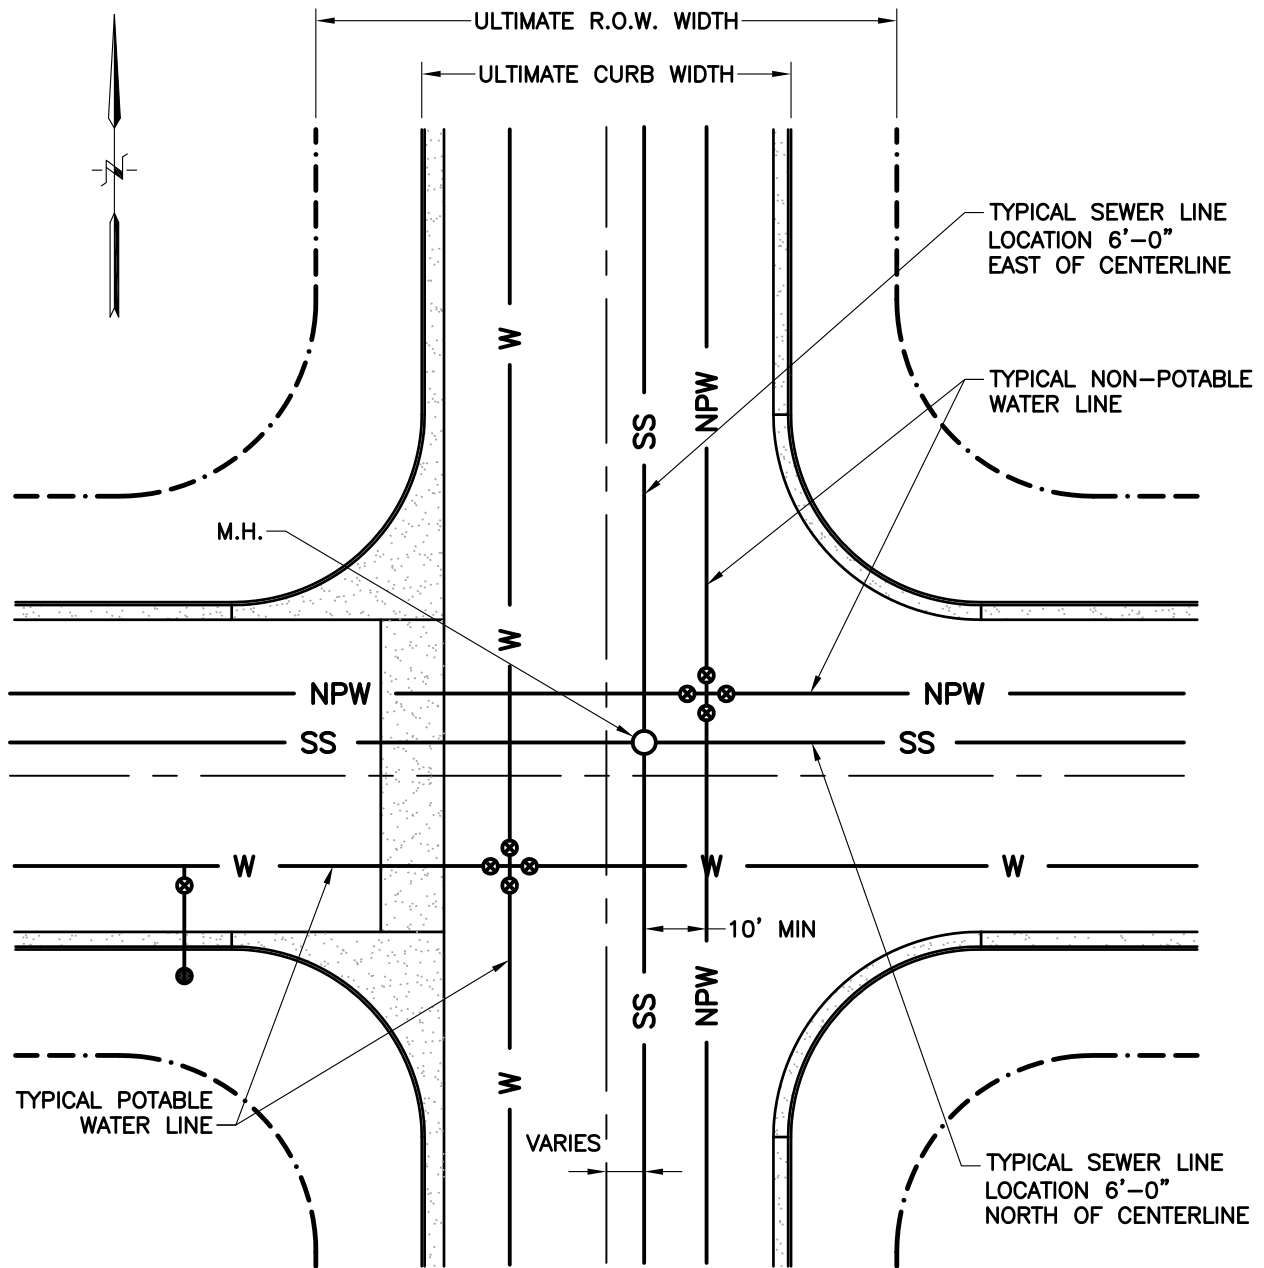 ULTIMATE R.O.W. WIDTH
ULTIMATE CURB WIDTH
N
TYPICAL SEWER LINE
LOCATION 6'-0"
EAST OF CENTERLINE
W
SS
NPW
TYPICAL NON-POTABLE
WATER LINE
M.H.
W
NPW
NPW
SS
SS
W
W
W
10' MIN
SS
NPW
W
TYPICAL POTABLE
WATER LINE
VARIES
TYPICAL SEWER LINE
LOCATION 6'-0"
NORTH OF CENTERLINE